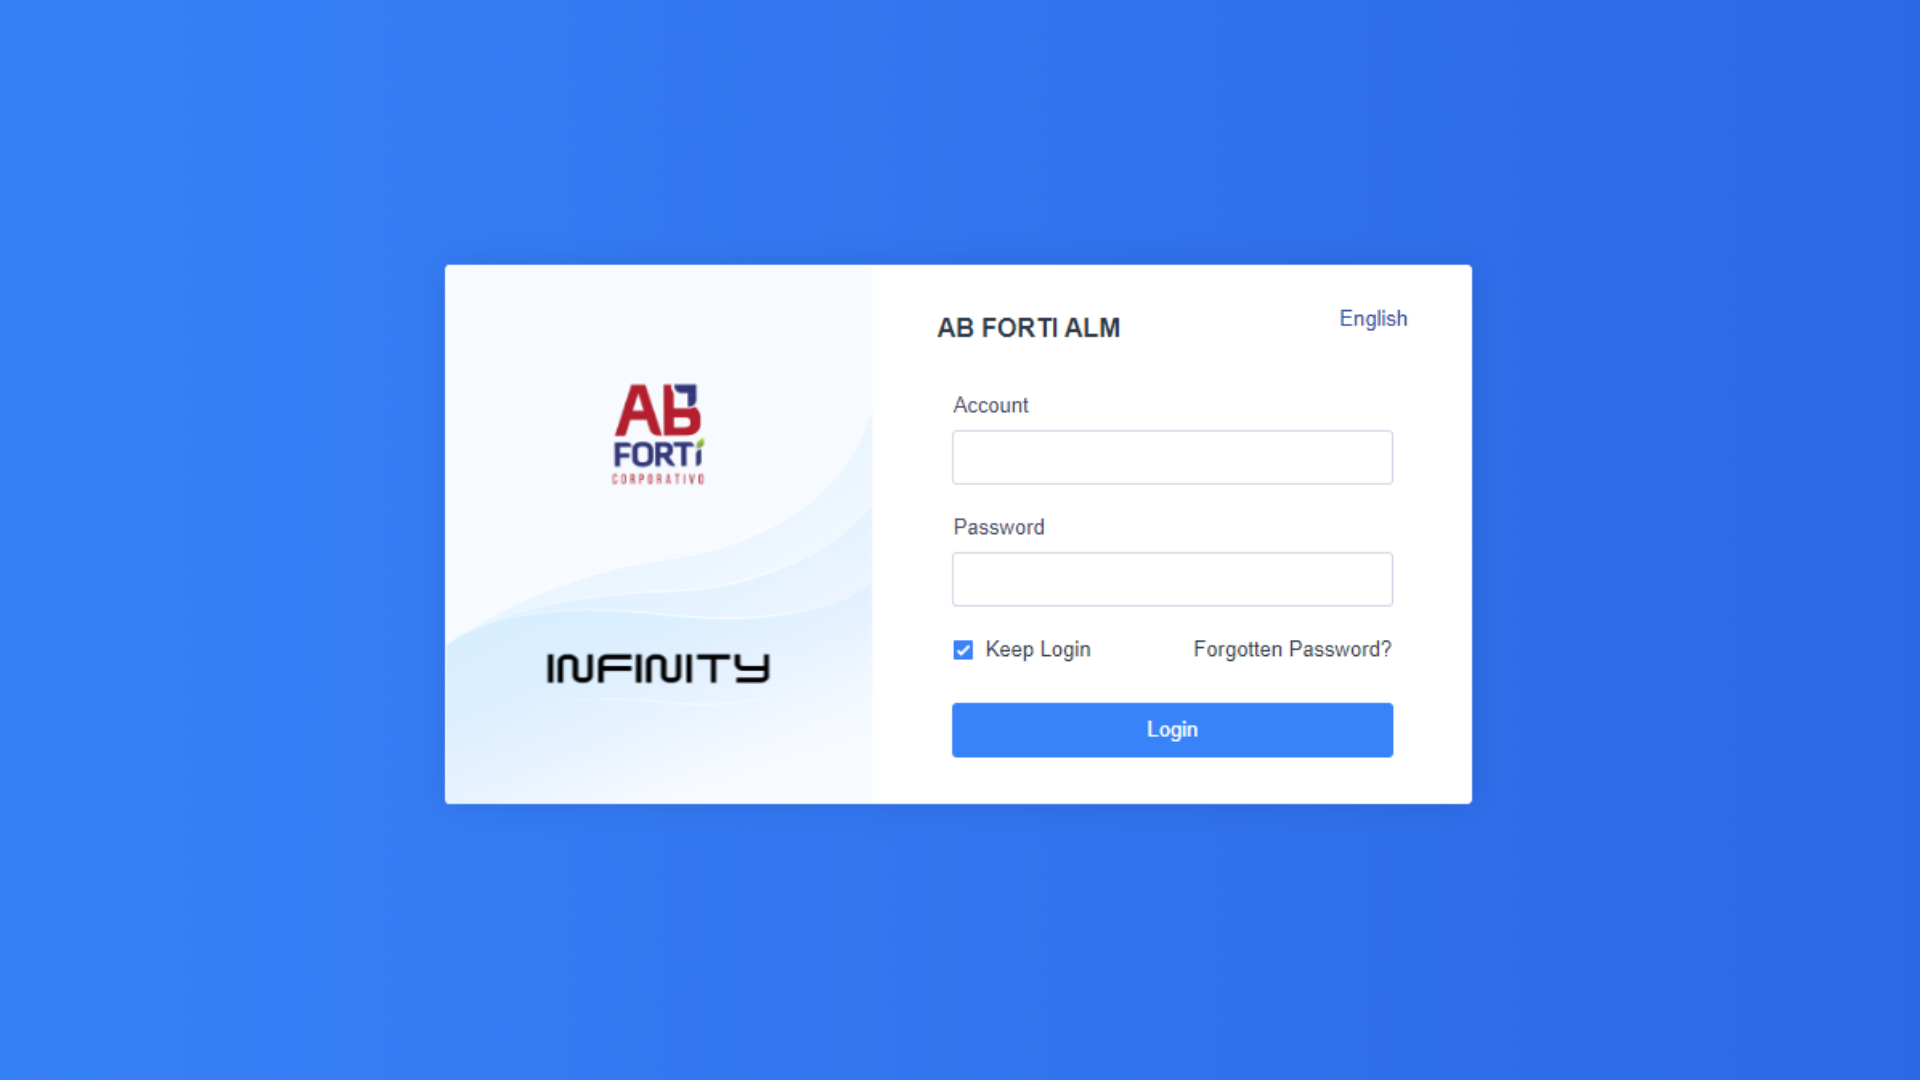 AB
FORTi
CORPORATIVO
INFINITY
AB FORTI ALM
English
Account
Password
Keep Login
Forgotten Password?
Login